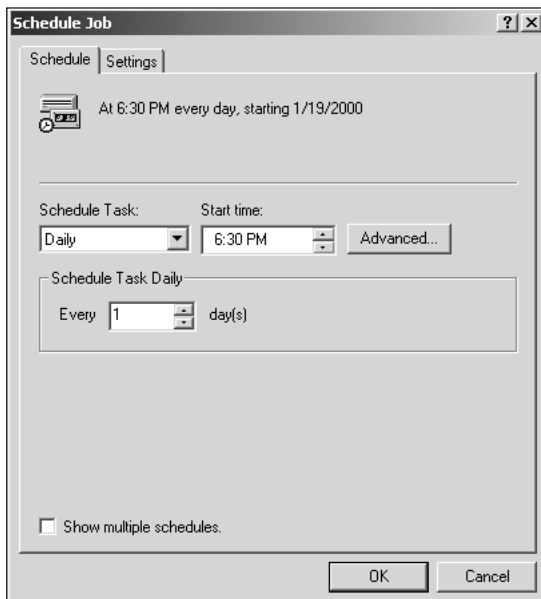 Schedule Job
Schedule Settings
At 6:30 PM every day, starting 1/19/2000
Schedule Task: Start time:
Daily 6:30 PM Advanced...
Schedule Task Daily
Every 1 day(s)
Show multiple schedules.
OK Cancel